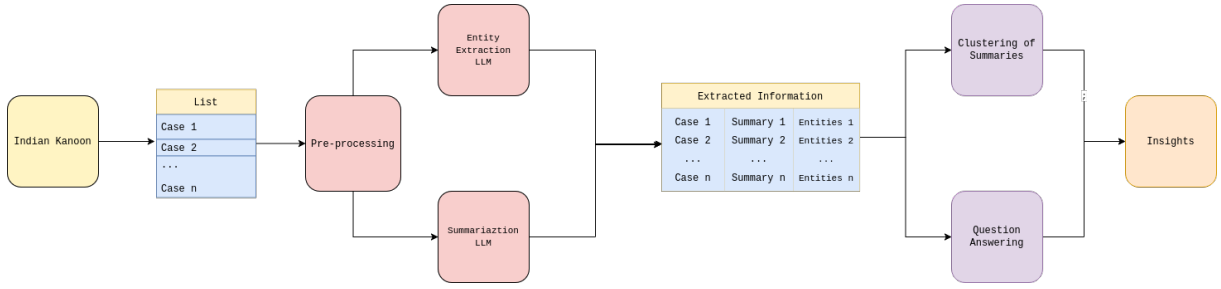 Indian Kanoon
List
Case 1
Case 2
...
Case n
Pre-processing
Entity
Extraction
LLM
Summariaztion
LLM
Extracted Information
Case 1 Summary 1 Entities 1
Case 2 Summary 2 Entities 2
... ... ...
Case n Summary n Entities n
Clustering of
Summaries
Question
Answering
Insights